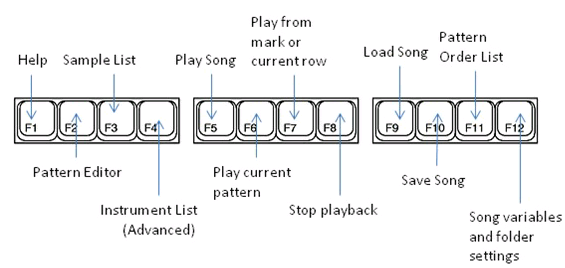 Play from
mark or
current row
Pattern
Order List
Load Song
Help
Sample List
Play Song
F1
F2
F3
F4
F5
F6
F7
F8
F9
F10
F11
F12
Pattern Editor
Play current
pattern
Save Song
Instrument List
(Advanced)
Stop playback
Song variables
and folder
settings